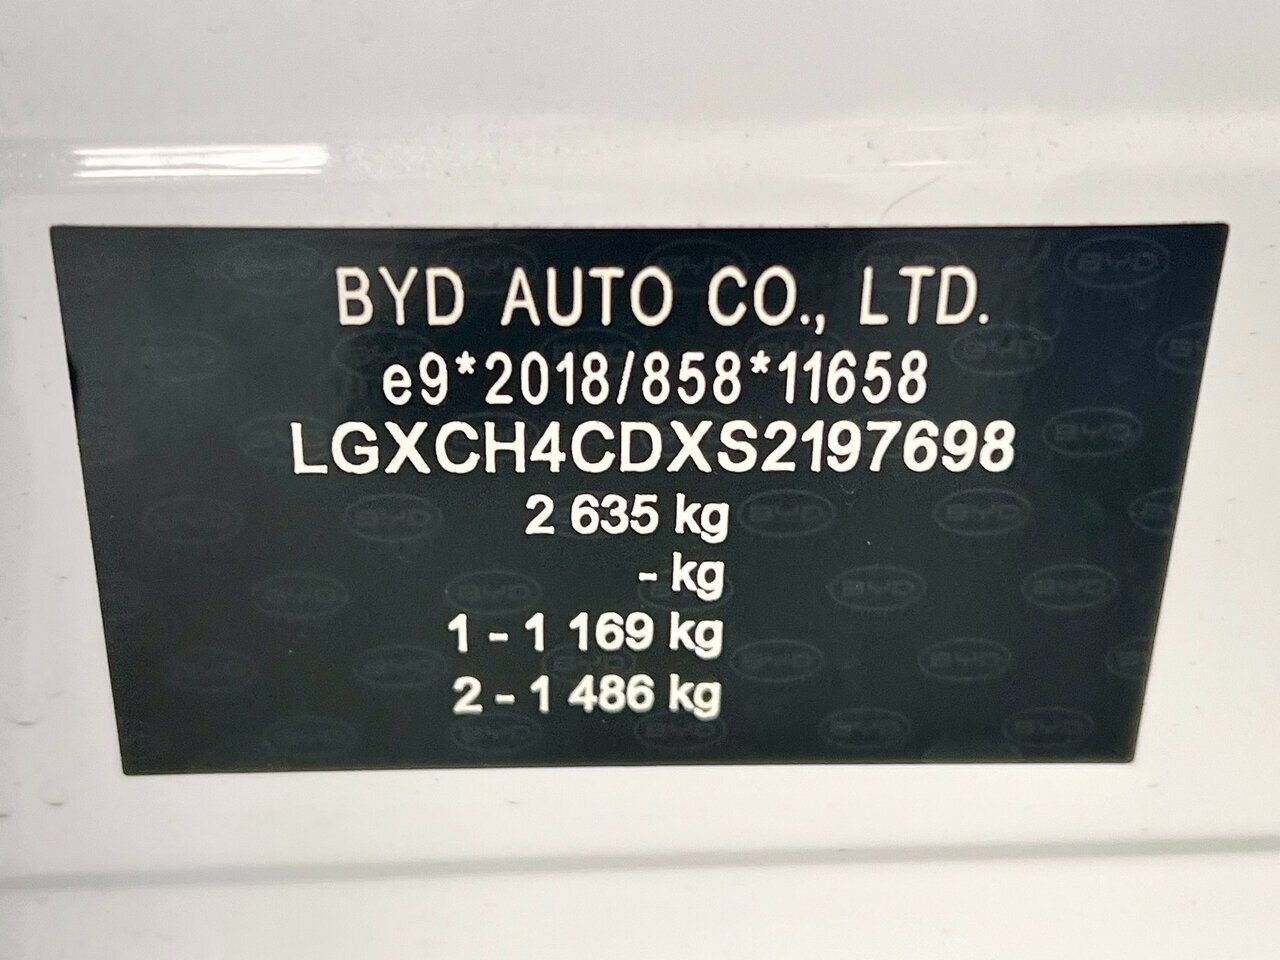 BYD AUTO CO., LTD.
e9*2018/858*11658
LGXCH4CDXS2197698
2 635 kg
- kg
1 - 1 169 kg
2 - 1 486 kg